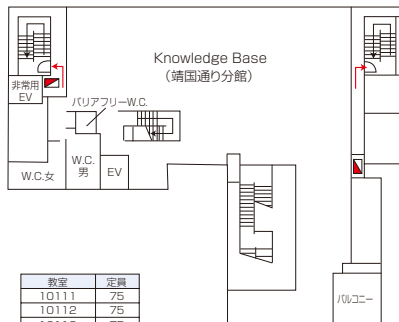 Knowledge Base
（靖国通り分館）
非常用
EV
バリアフリーW.C.
W.C.女
W.C.
男
EV
バルコニー
教室 定員
10111 75
10112 75